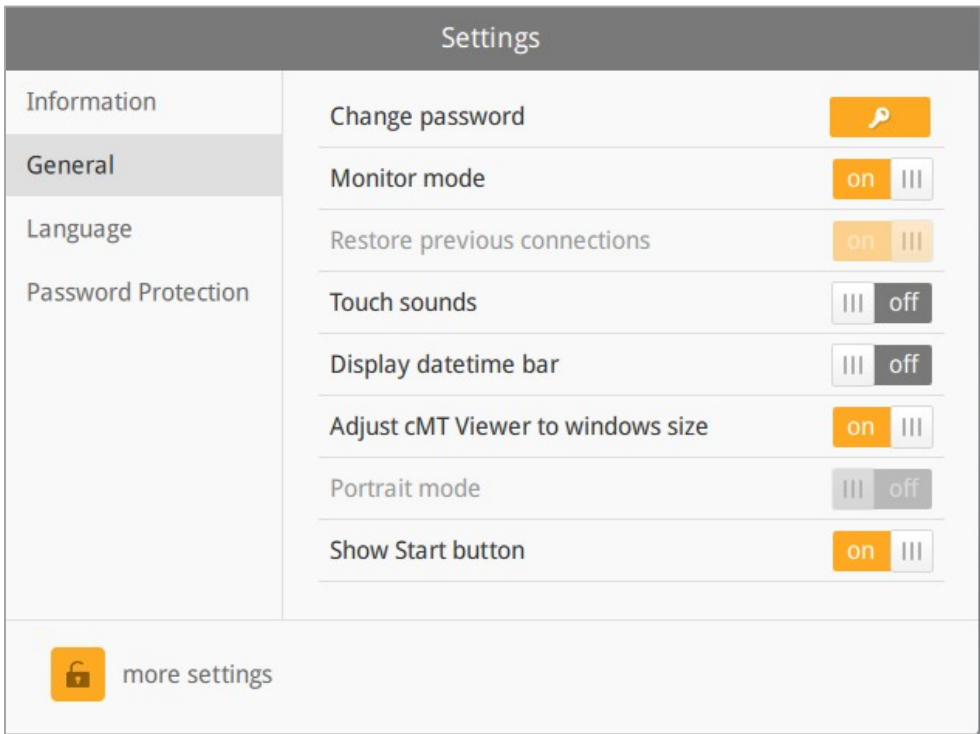 Settings
Information
General
Language
Password Protection
Change password
Monitor mode on
Restore previous connections on
Touch sounds off
Display datetime bar off
Adjust cMT Viewer to windows size on
Portrait mode off
Show Start button on
more settings